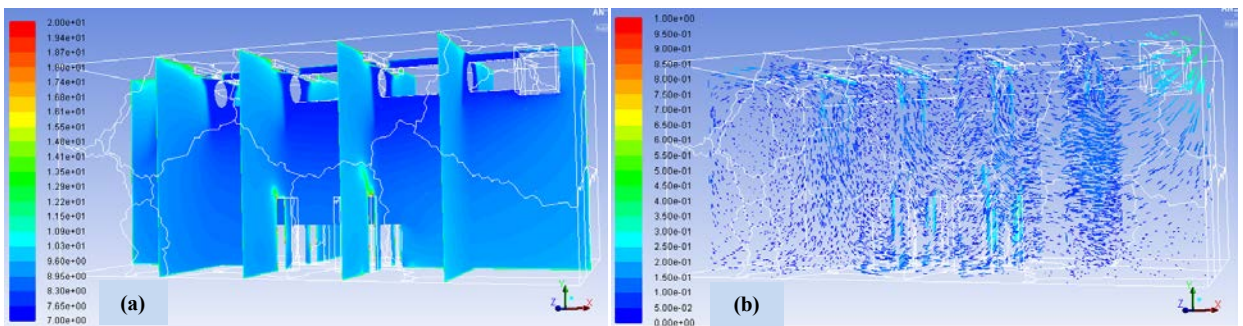 2.00e+01
1.94e+01
1.87e+01
1.80e+01
1.74e+01
1.68e+01
1.61e+01
1.55e+01
1.48e+01
1.41e+01
1.35e+01
1.29e+01
1.22e+01
1.15e+01
1.09e+01
1.03e+01
9.60e+00
8.95e+00
8.30e+00
7.65e+00
7.00e+00
(a)
AN
Y
Z
X
1.00e+00
9.50e-01
9.00e-01
8.50e-01
8.00e-01
7.50e-01
7.00e-01
6.50e-01
6.00e-01
5.50e-01
5.00e-01
4.50e-01
4.00e-01
3.50e-01
3.00e-01
2.50e-01
2.00e-01
1.50e-01
1.00e-01
5.00e-02
0.00e+00
(b)
AN
Y
Z
X